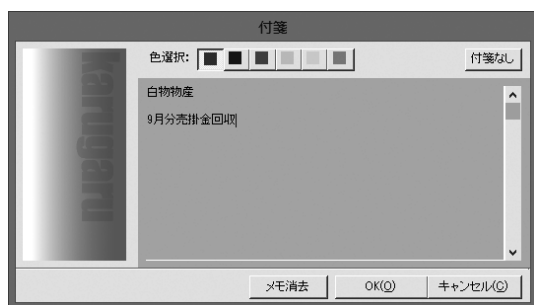 付箋
色選択:
付箋なし
karugaru
白物物産
9月分売掛金回収
メモ消去
OK(O)
キャンセル(C)